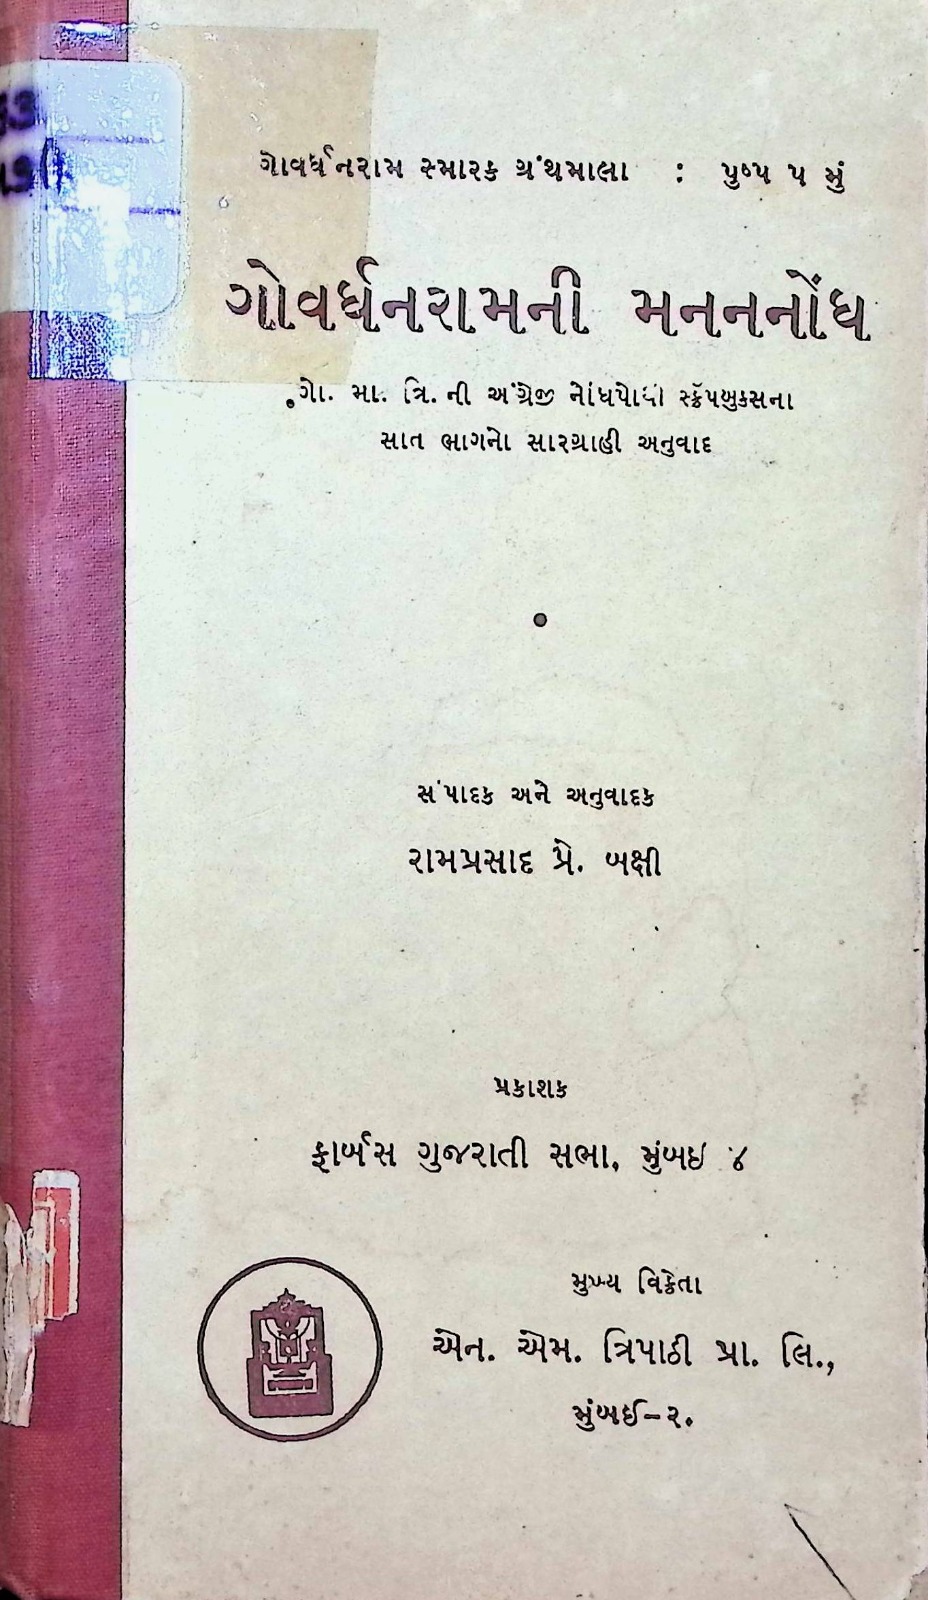 ગોવર્ધનરામ સ્મારક ગ્રંથમાલા : પુષ્પ ૫ મું
ગોવર્ધનરામની મનનનોંધ
ગો. મા. ત્રિ. ની અંગ્રેજી નોંધપોથી સ્ક્રૅપબુકસના
સાત ભાગનો સારગ્રાહી અનુવાદ
સંપાદક અને અનુવાદક
રામપ્રસાદ પ્રે. બક્ષી
પ્રકાશક
ફાર્બસ ગુજરાતી સભા, મુંબઇ ૪
મુખ્ય વિક્રેતા
એન. એમ. ત્રિપાઠી પ્રા. લિ.,
મુંબઈ–૨.